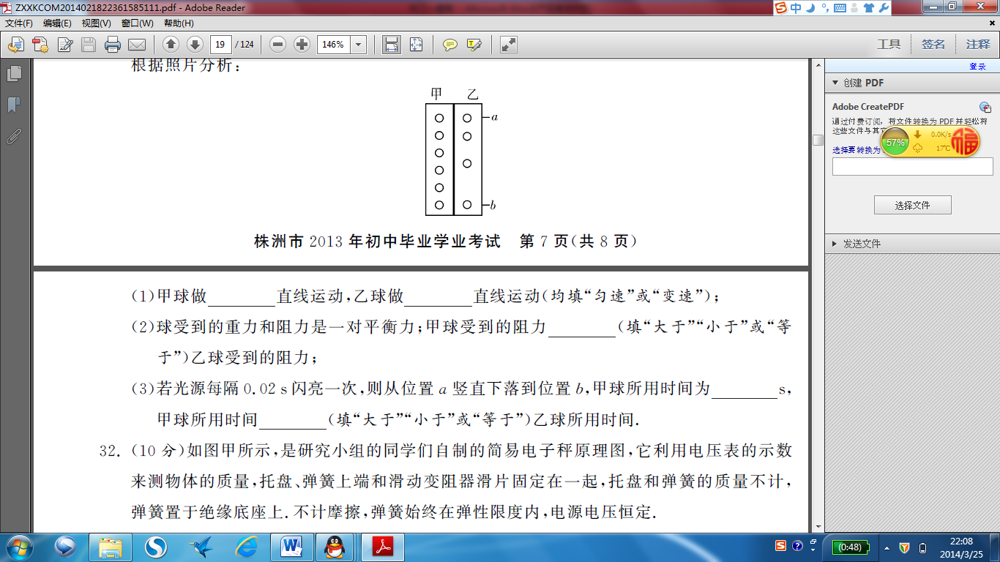 ZXXKCOM2014021822361585111.pdf - Adobe Reader
文件(F) 编辑(E) 视图(V) 窗口(W) 帮助(H)
19 / 124 146% 工具 签名 注释
登录
创建 PDF
Adobe CreatePDF
通过付费订阅，将文件转换为 PDF 并轻松将
这些文件与其它
选择要转换为
57% 0.0K/s 17℃ 福
选择文件
发送文件
根据照片分析：
甲 乙
a
b
株洲市 2013 年初中毕业学业考试 第 7 页(共 8 页)
(1)甲球做________直线运动,乙球做________直线运动(均填“匀速”或“变速”);
(2)球受到的重力和阻力是一对平衡力;甲球受到的阻力________(填“大于”“小于”或“等
于”)乙球受到的阻力;
(3)若光源每隔 0.02 s 闪亮一次,则从位置 a 竖直下落到位置 b,甲球所用时间为________s,
甲球所用时间________(填“大于”“小于”或“等于”)乙球所用时间.
32. (10 分)如图甲所示,是研究小组的同学们自制的简易电子秤原理图,它利用电压表的示数
来测物体的质量,托盘、弹簧上端和滑动变阻器滑片固定在一起,托盘和弹簧的质量不计,
弹簧置于绝缘底座上.不计摩擦,弹簧始终在弹性限度内,电源电压恒定.
中
(0:48)
22:08
2014/3/25